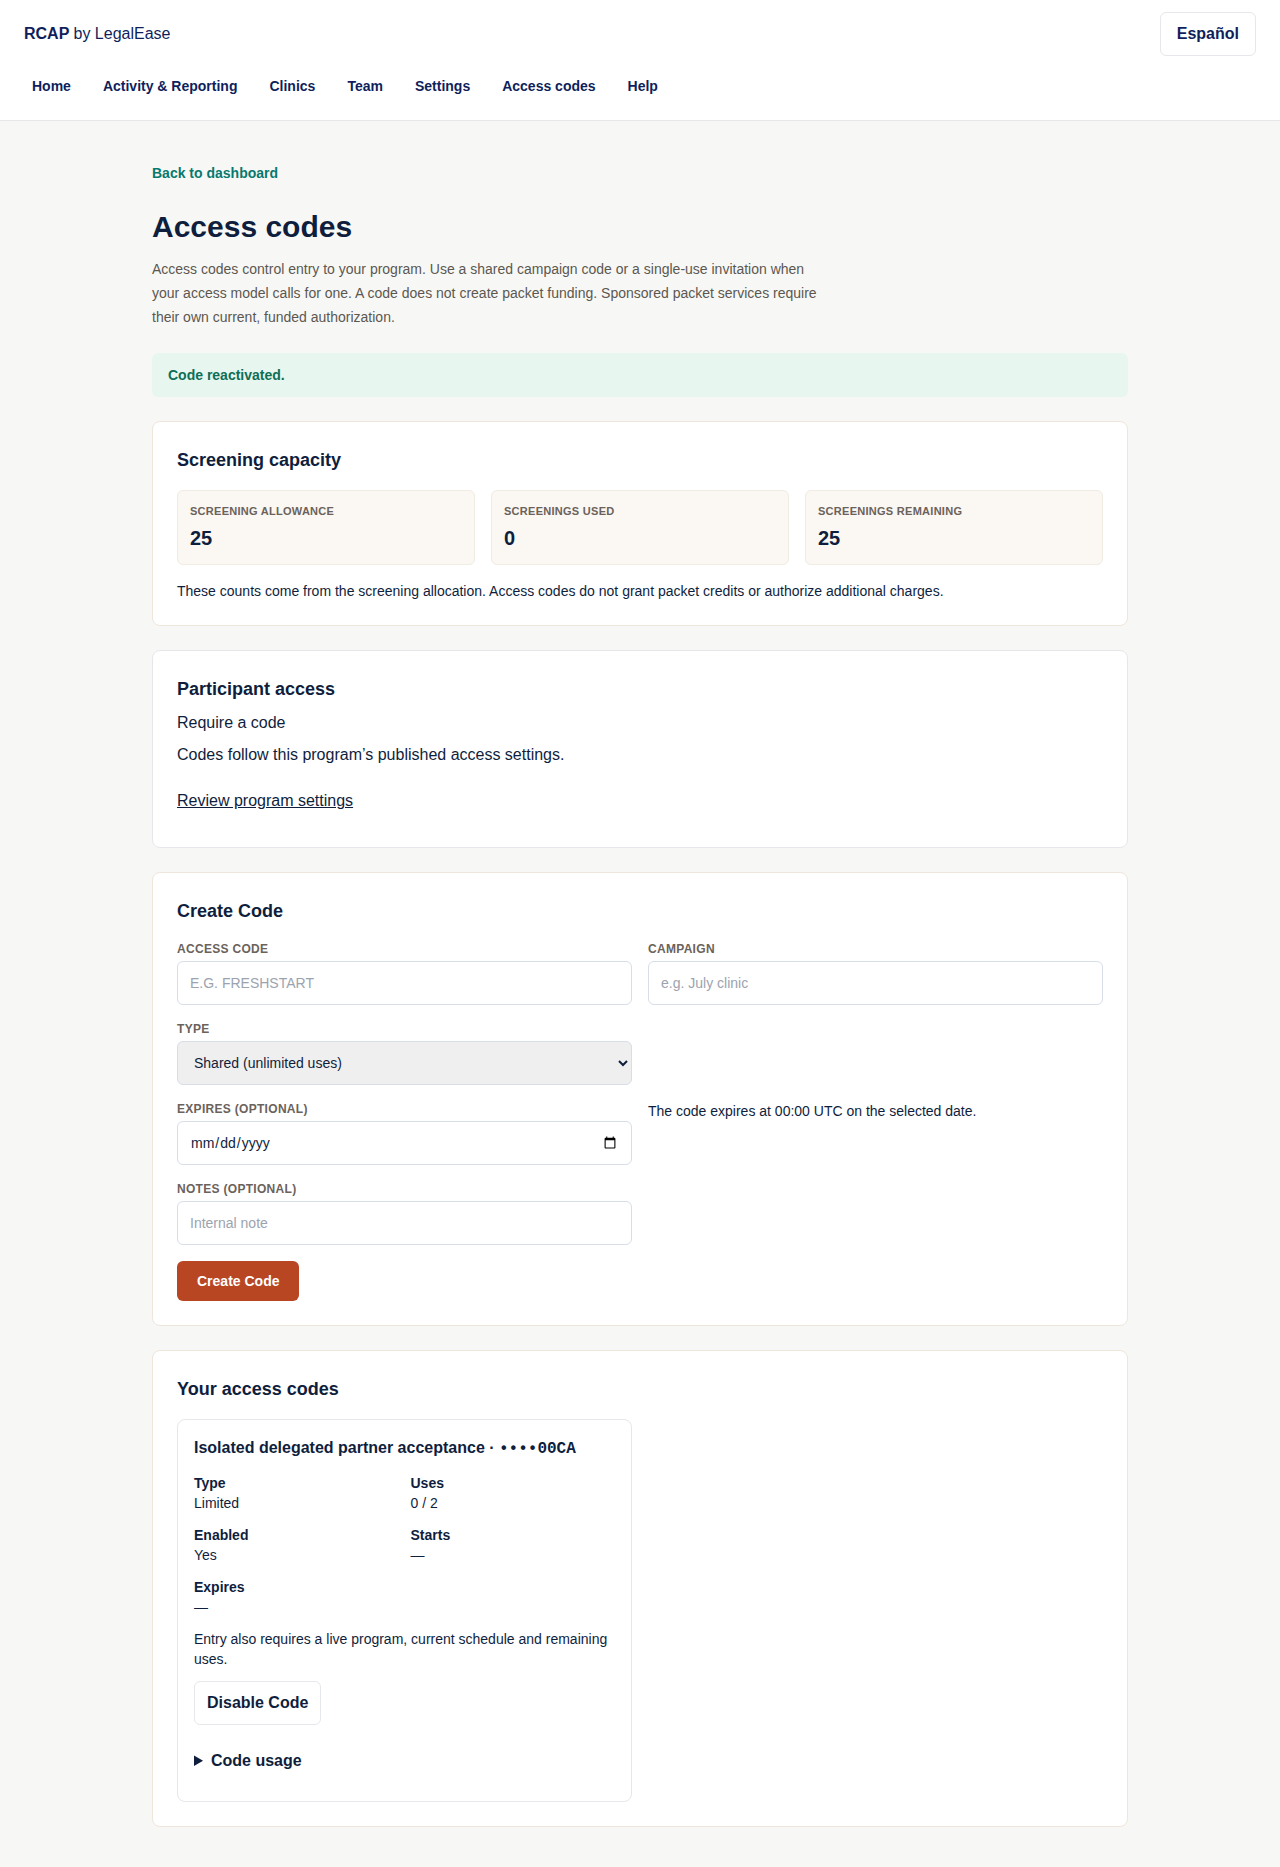 RCAP by LegalEase
Español
Home Activity & Reporting Clinics Team Settings Access codes Help
Back to dashboard
Access codes
Access codes control entry to your program. Use a shared campaign code or a single-use invitation when
your access model calls for one. A code does not create packet funding. Sponsored packet services require
their own current, funded authorization.
Code reactivated.
Screening capacity
SCREENING ALLOWANCE
25
SCREENINGS USED
0
SCREENINGS REMAINING
25
These counts come from the screening allocation. Access codes do not grant packet credits or authorize additional charges.
Participant access
Require a code
Codes follow this program’s published access settings.
Review program settings
Create Code
ACCESS CODE
E.G. FRESHSTART
CAMPAIGN
e.g. July clinic
TYPE
Shared (unlimited uses)
EXPIRES (OPTIONAL)
mm/dd/yyyy
The code expires at 00:00 UTC on the selected date.
NOTES (OPTIONAL)
Internal note
Create Code
Your access codes
Isolated delegated partner acceptance · ••••00CA
Type
Limited
Uses
0 / 2
Enabled
Yes
Starts
—
Expires
—
Entry also requires a live program, current schedule and remaining
uses.
Disable Code
Code usage